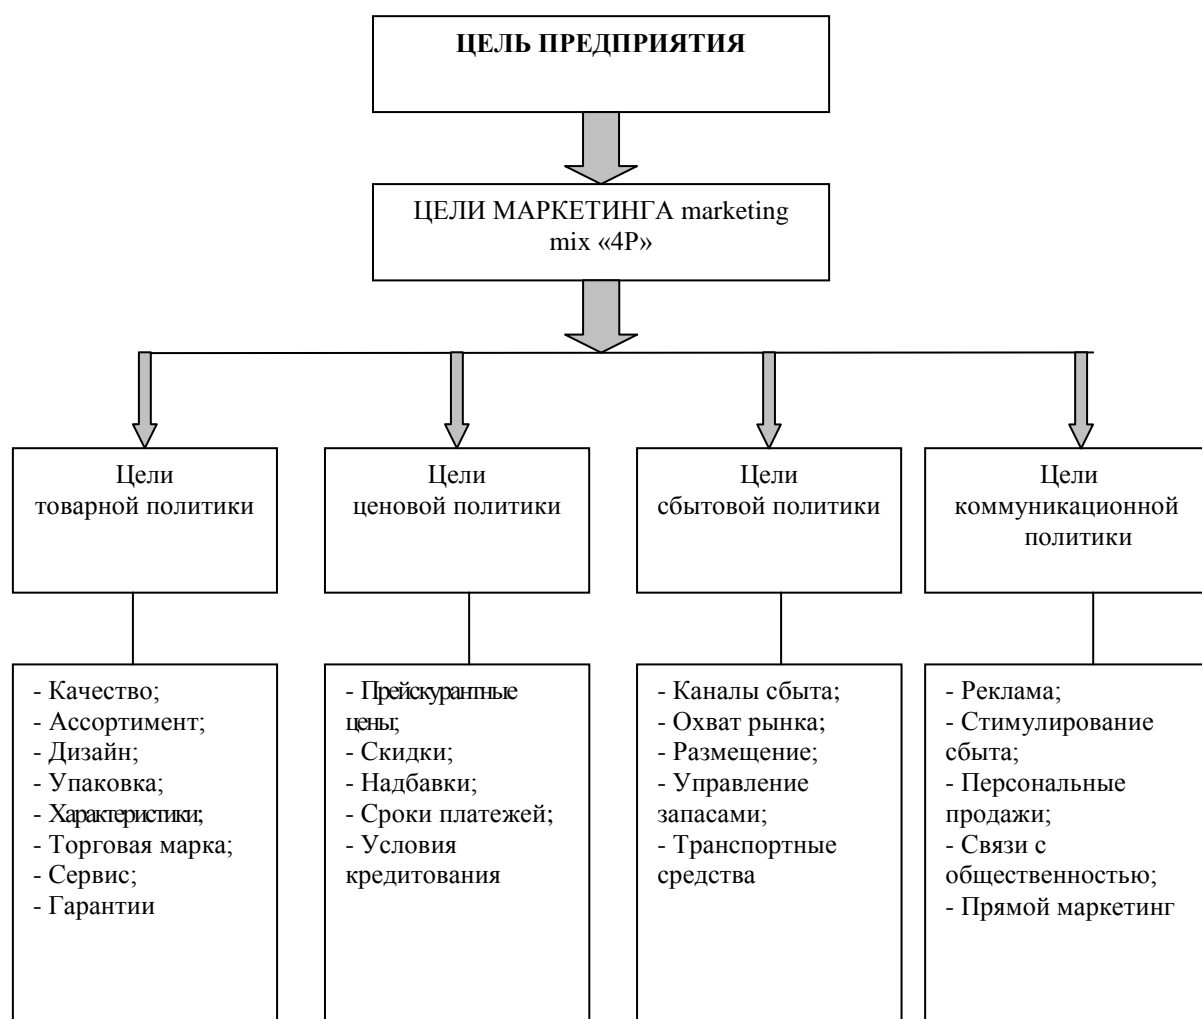 ЦЕЛЬ ПРЕДПРИЯТИЯ
ЦЕЛИ МАРКЕТИНГА marketing
mix «4P»
Цели
товарной политики
Цели
ценовой политики
Цели
сбытовой политики
Цели
коммуникационной
политики
- Качество;
- Ассортимент;
- Дизайн;
- Упаковка;
- Характеристики;
- Торговая марка;
- Сервис;
- Гарантии
- Прейскурантные
цены;
- Скидки;
- Надбавки;
- Сроки платежей;
- Условия
кредитования
- Каналы сбыта;
- Охват рынка;
- Размещение;
- Управление
запасами;
- Транспортные
средства
- Реклама;
- Стимулирование
сбыта;
- Персональные
продажи;
- Связи с
общественностью;
- Прямой маркетинг